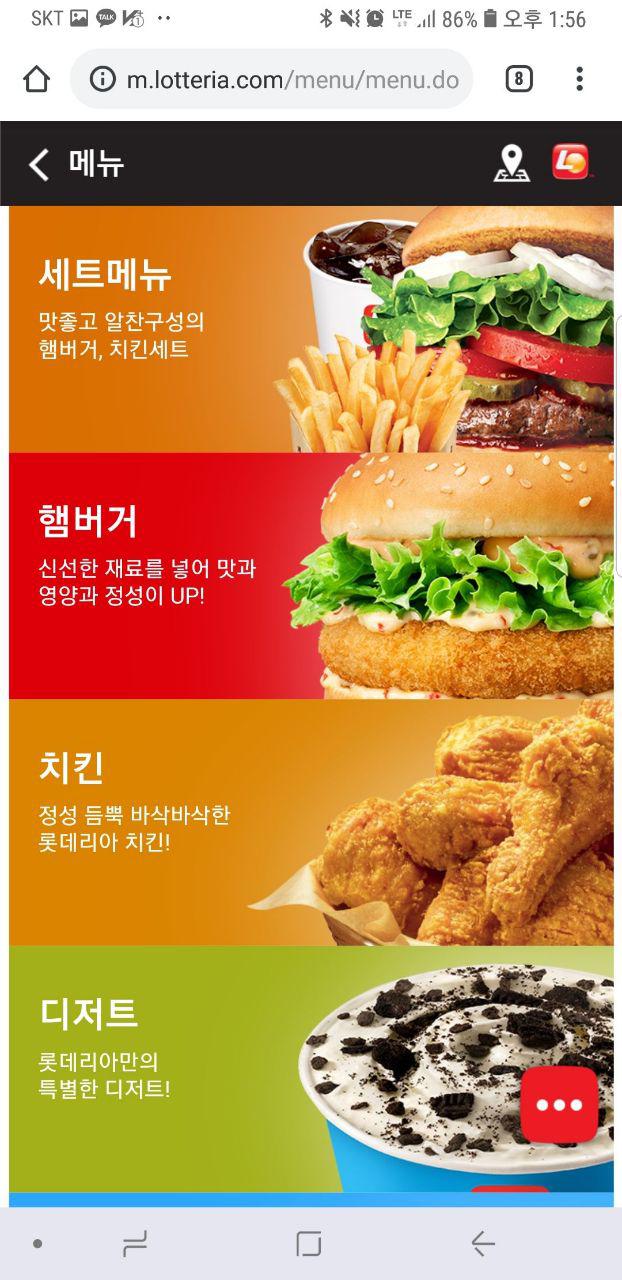 SKT TALK 1 LTE 86% 오후 1:56
m.lotteria.com/menu/menu.do 8
메뉴
세트메뉴
맛좋고 알찬구성의
햄버거, 치킨세트
햄버거
신선한 재료를 넣어 맛과
영양과 정성이 UP!
치킨
정성 듬뿍 바삭바삭한
롯데리아 치킨!
디저트
롯데리아만의
특별한 디저트!